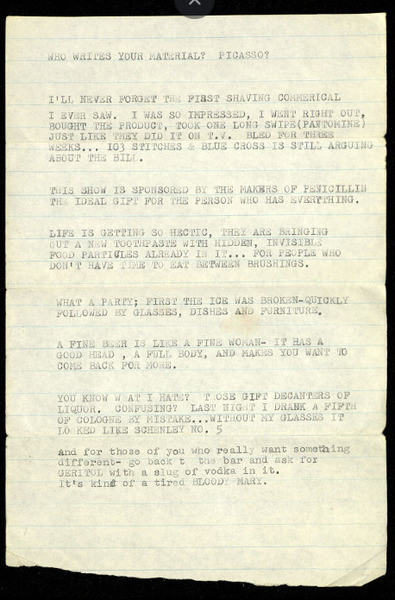 WHO WRITES YOUR MATERIAL? PICASSO?
I'LL NEVER FORGET THE FIRST SHAVING COMMERICAL
I EVER SAW. I WAS SO IMPRESSED, I WENT RIGHT OUT,
BOUGHT THE PRODUCT, TOOK ONE LONG SWIPE(PANTOMINE)
JUST LIKE THEY DID IT ON T.V. BLED FOR THREE
WEEKS... 103 STITCHES & BLUE CROSS IS STILL ARGUING
ABOUT THE BILL.
THIS SHOW IS SPONSORED BY THE MAKERS OF PENICILLIN
THE IDEAL GIFT FOR THE PERSON WHO HAS EVERYTHING.
LIFE IS GETTING SO HECTIC, THEY ARE BRINGING
OUT A NEW TOOTHPASTE WITH HIDDEN, INVISIBLE
FOOD PARTICLES ALREADY IN IT... FOR PEOPLE WHO
DON'T HAVE TIME TO EAT BETWEEN BRUSHINGS.
WHAT A PARTY; FIRST THE ICE WAS BROKEN-QUICKLY
FOLLOWED BY GLASSES, DISHES AND FURNITURE.
A FINE BEER IS LIKE A FINE WOMAN- IT HAS A
GOOD HEAD , A FULL BODY, AND MAKES YOU WANT TO
COME BACK FOR MORE.
YOU KNOW WHAT I HATE? THOSE GIFT DECANTERS OF
LIQUOR. CONFUSING? LAST NIGHT I DRANK A FIFTH
OF COLOGNE BY MISTAKE...WITHOUT MY GLASSES IT
LOOKED LIKE SCHENLEY NO. 5
And for those of you who really want something
different- go back t the bar and ask for
GERITOL with a slug of vodka in it.
It's kind of a tired BLOODY MARY.